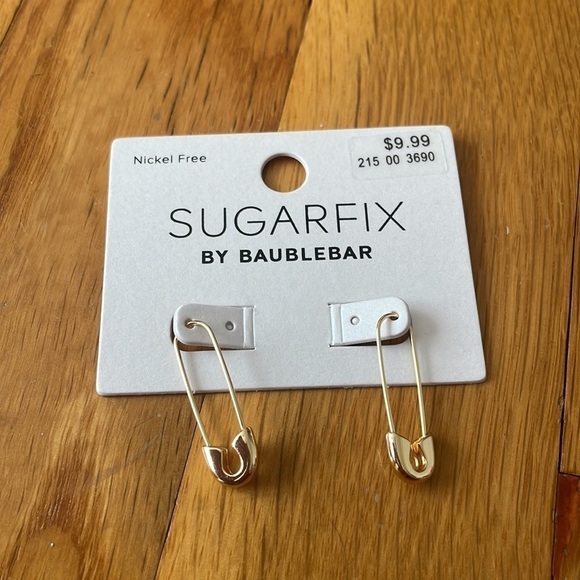 Nickel Free
$9.99
215 00 3690
SUGARFIX
BY BAUBLEBAR